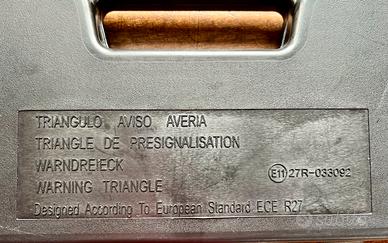 TRIANGULO AVISO AVERIA
TRIANGLE DE PRESIGNALISATION
WARNDREIECK
E11 27R-033092
WARNING TRIANGLE
Designed According To European Standard ECE R27